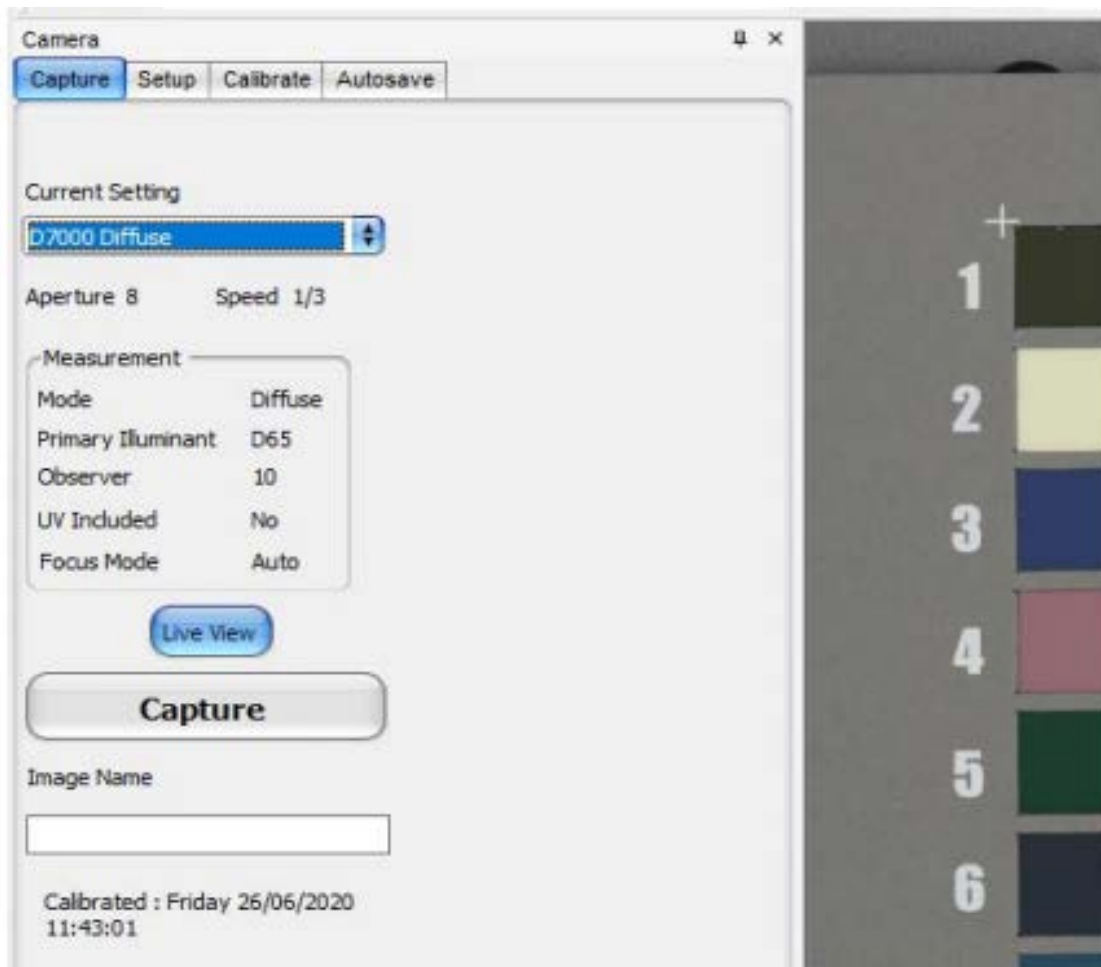 Camera
Capture Setup Calibrate Autosave
Current Setting
D7000 Diffuse
Aperture 8 Speed 1/3
Measurement
Mode Diffuse
Primary Illuminant D65
Observer 10
UV Included No
Focus Mode Auto
Live View
Capture
Image Name
Calibrated : Friday 26/06/2020
11:43:01
1
2
3
4
5
6